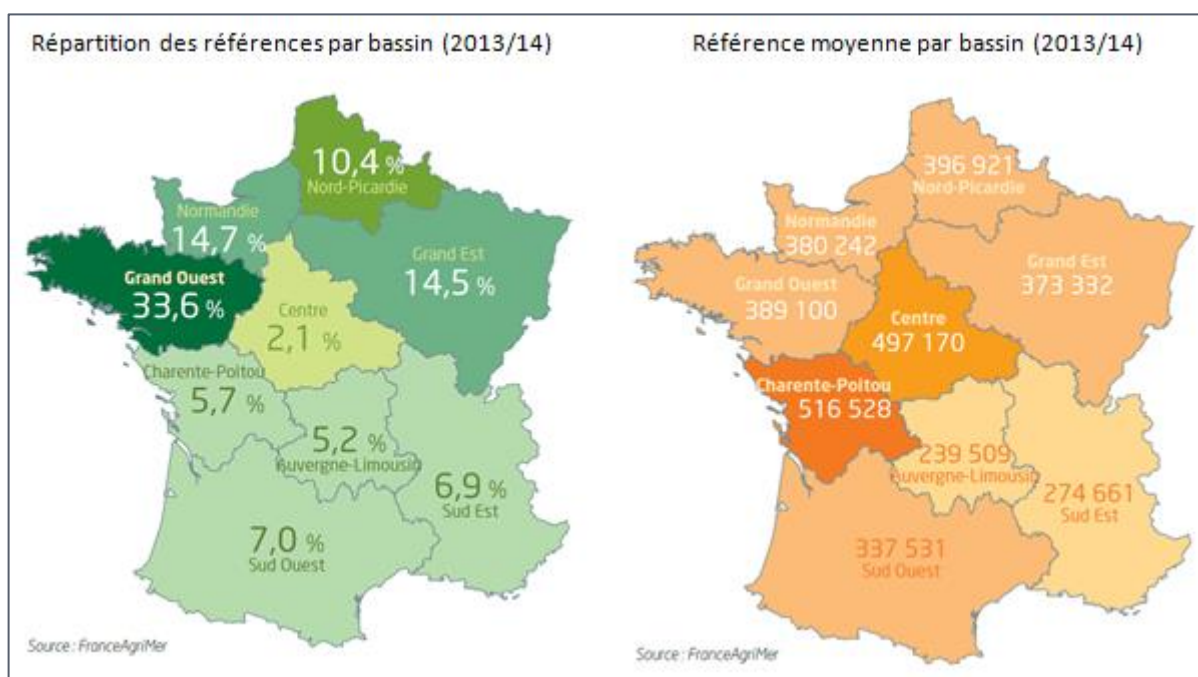 Répartition des références par bassin (2013/14)
10,4 %
Nord-Picardie
Normandie
14,7 %
Grand Est
14,5 %
Grand Ouest
33,6 %
Centre
2,1 %
Charente-Poitou
5,7 %
5,2 %
Auvergne-Limousin
6,9 %
Sud Est
7,0 %
Sud Ouest
Source : FranceAgriMer
Référence moyenne par bassin (2013/14)
396 921
Nord-Picardie
Normandie
380 242
Grand Est
373 332
Grand Ouest
389 100
Centre
497 170
Charente-Poitou
516 528
239 509
Auvergne-Limousin
274 661
Sud Est
337 531
Sud Ouest
Source : FranceAgriMer